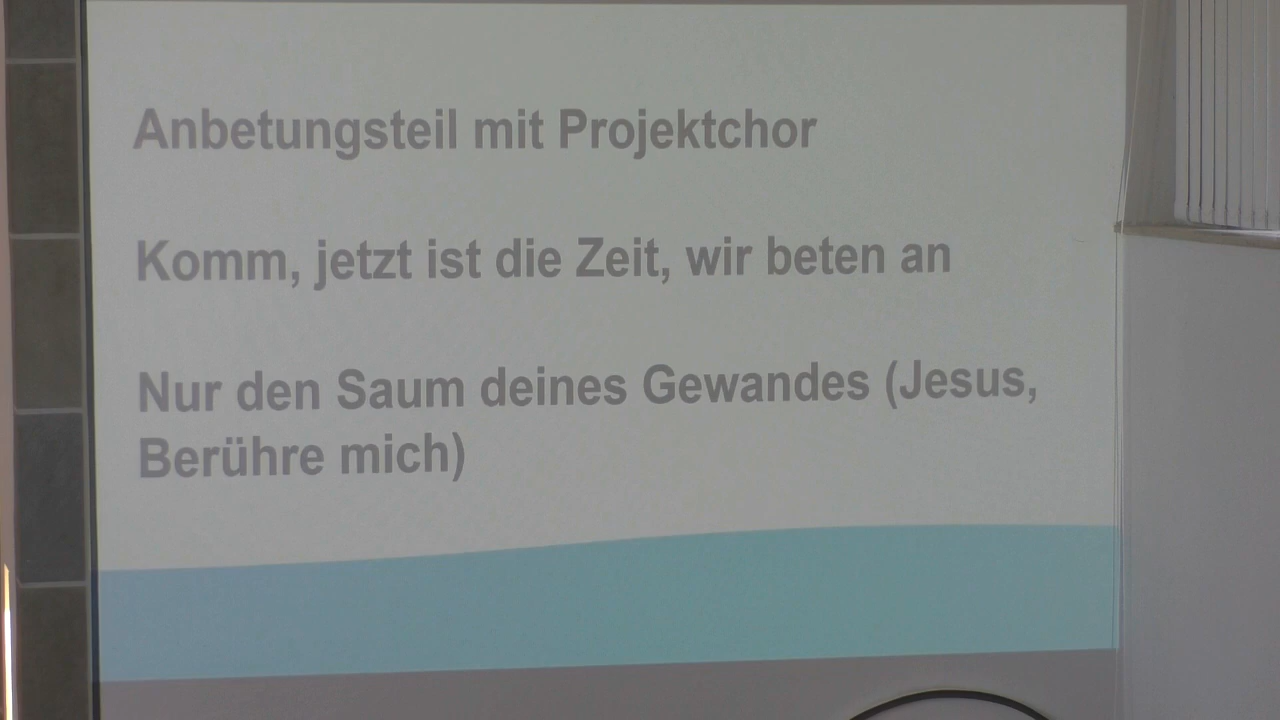 Anbetungsteil mit Projektchor
Komm, jetzt ist die Zeit, wir beten an
Nur den Saum deines Gewandes (Jesus,
Berühre mich)